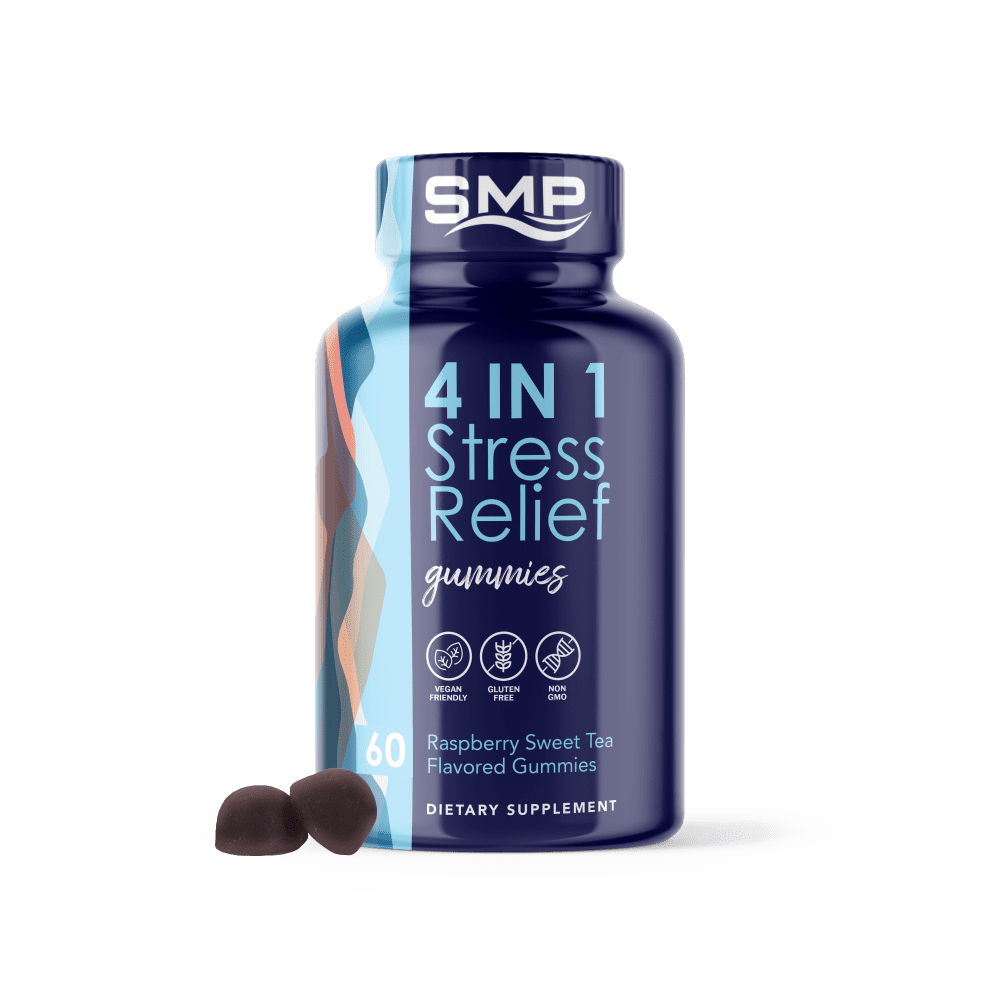 SMP
4 IN 1
Stress
Relief
gummies
VEGAN
FRIENDLY
GLUTEN
FREE
NON
GMO
60
Raspberry Sweet Tea
Flavored Gummies
DIETARY SUPPLEMENT